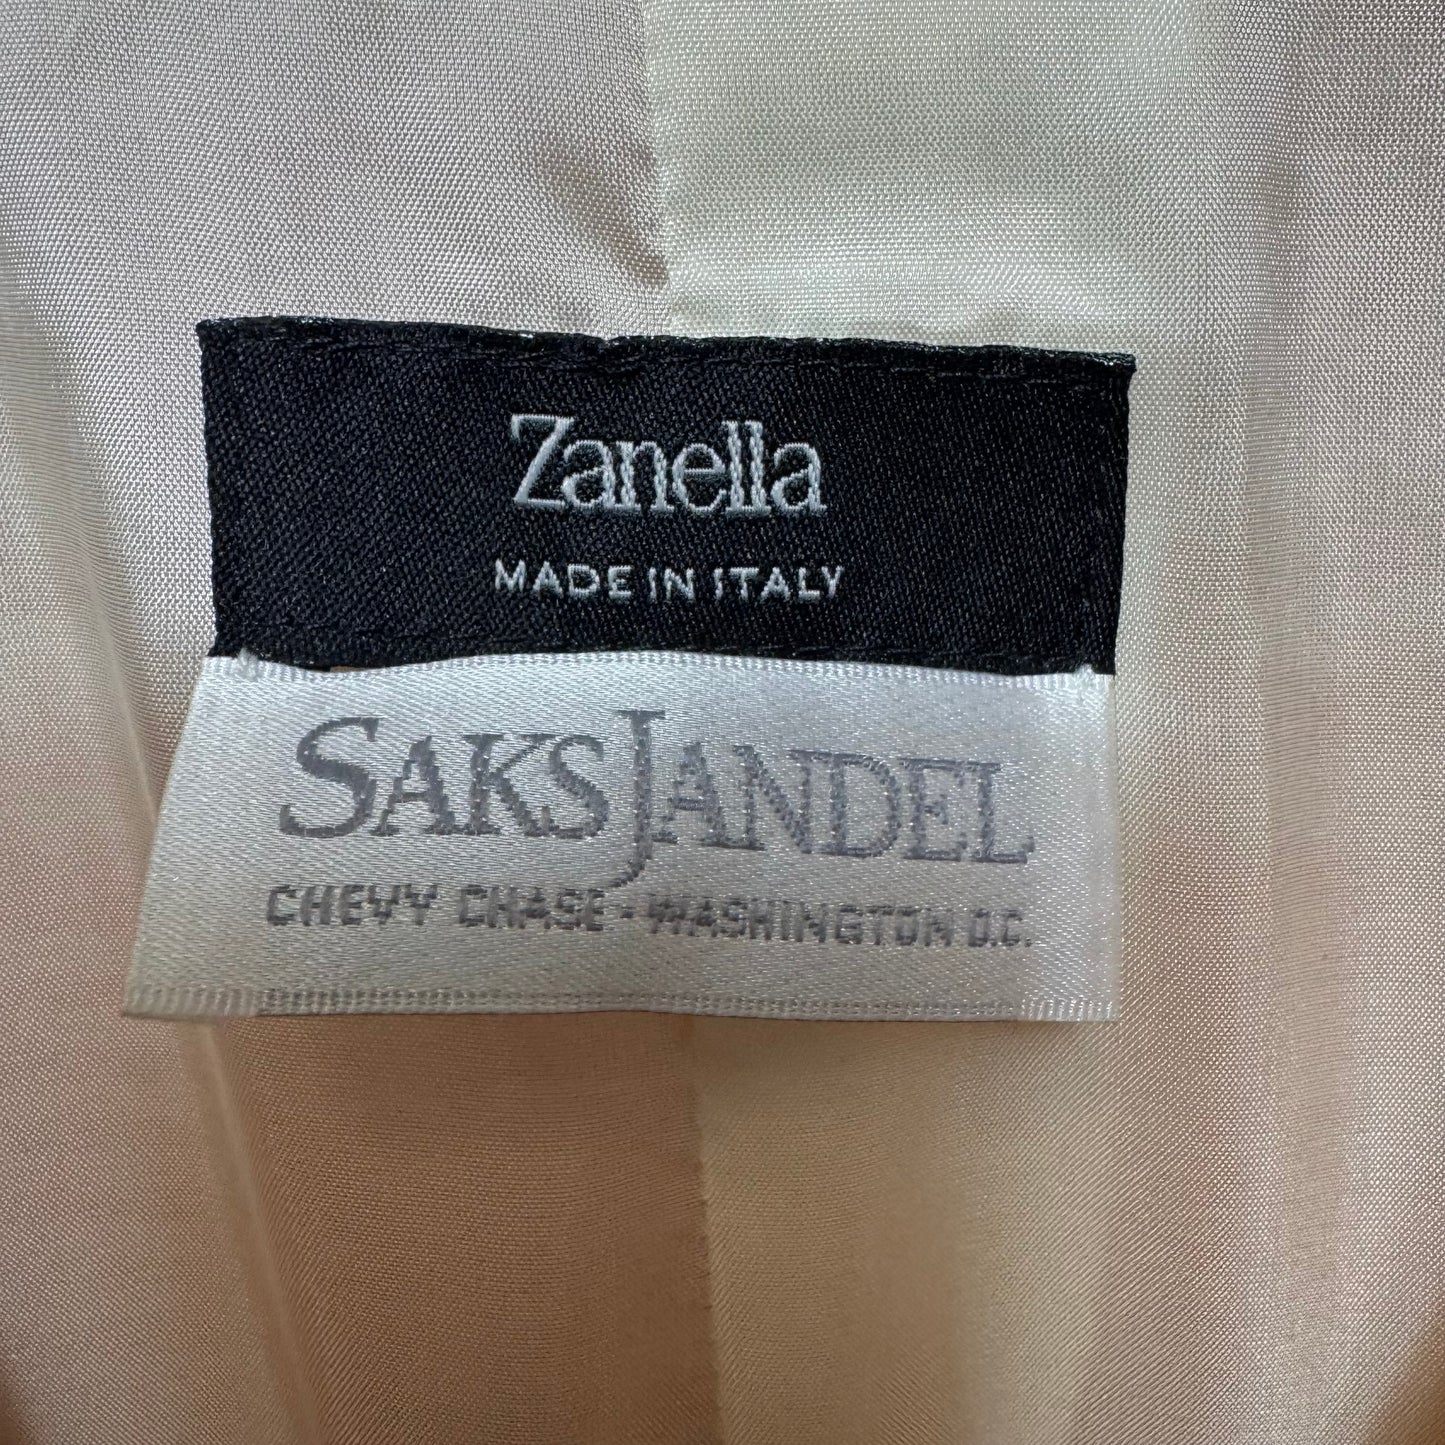 Zanella
MADE IN ITALY
SAKS JANDEL
CHEVY CHASE · WASHINGTON D.C.